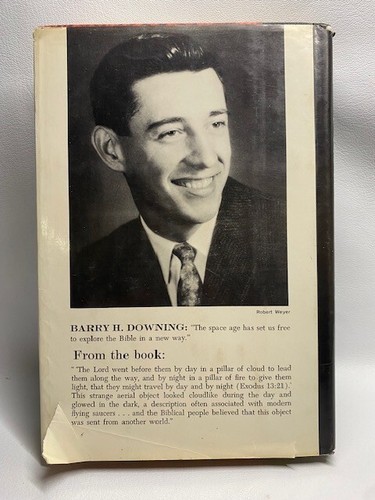 Robert Weyer
BARRY H. DOWNING: "The space age has set us free
to explore the Bible in a new way."
From the book:
" 'The Lord went before them by day in a pillar of cloud to lead
them along the way, and by night in a pillar of fire to give them
light, that they might travel by day and by night (Exodus 13:21).'
This strange aerial object looked cloudlike during the day and
glowed in the dark, a description often associated with modern
flying saucers . . . and the Biblical people believed that this object
was sent from another world."